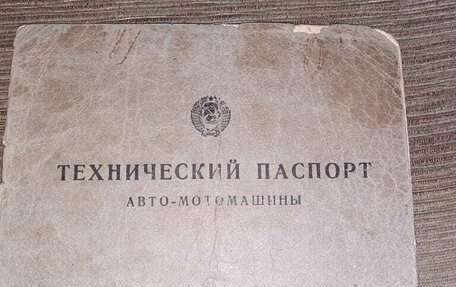 ТЕХНИЧЕСКИЙ ПАСПОРТ
АВТО-МОТОМАШИНЫ